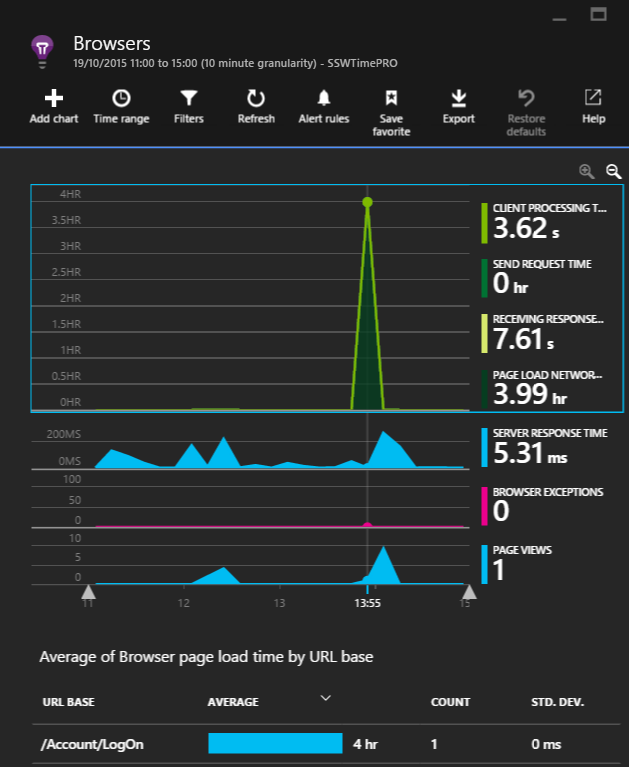 Browsers
19/10/2015 11:00 to 15:00 (10 minute granularity) - SSWTimePRO
Add chart Time range Filters Refresh Alert rules Save favorite Export Restore defaults Help
4HR
3.5HR
3HR
2.5HR
2HR
1.5HR
1HR
0.5HR
0HR
CLIENT PROCESSING T...
3.62 s
SEND REQUEST TIME
0 hr
RECEIVING RESPONSE...
7.61 s
PAGE LOAD NETWOR...
3.99 hr
200MS
0MS
SERVER RESPONSE TIME
5.31 ms
100
50
0
BROWSER EXCEPTIONS
0
10
5
0
PAGE VIEWS
1
11 12 13 13:55 15
Average of Browser page load time by URL base
URL BASE AVERAGE COUNT STD. DEV.
/Account/LogOn 4 hr 1 0 ms